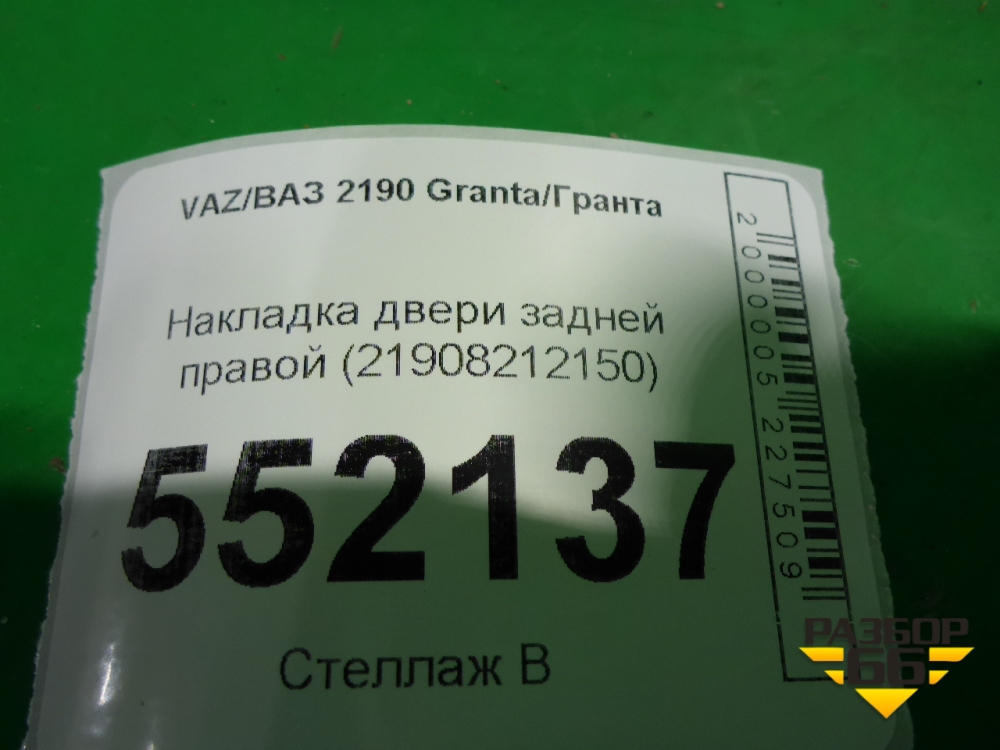 VAZ/ВАЗ 2190 Granta/Гранта
Накладка двери задней
правой (21908212150)
552137
Стеллаж В
2000005227509
РАЗБОР
66